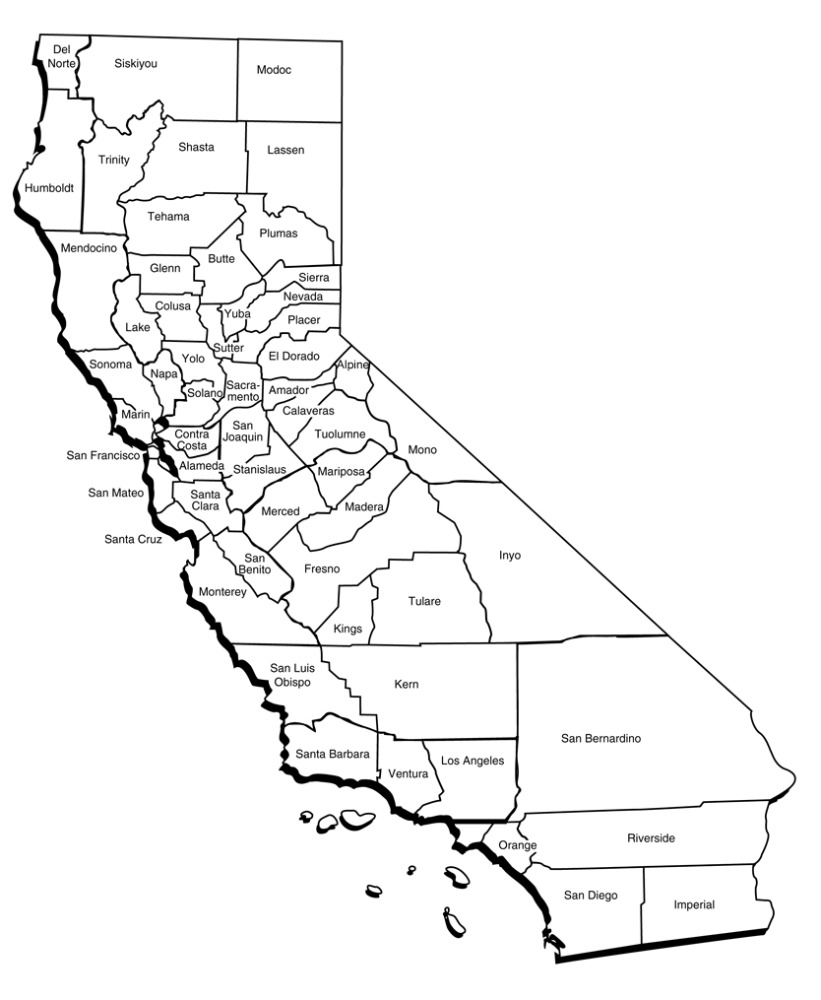 Del
Norte
Siskiyou
Modoc
Shasta
Lassen
Trinity
Humboldt
Tehama
Plumas
Mendocino
Butte
Glenn
Sierra
Nevada
Colusa
Yuba
Placer
Lake
Sutter
El Dorado
Yolo
Sonoma
Alpine
Napa
Solano
Sacra-
mento
Amador
Marin
Calaveras
San
Joaquin
Contra
Costa
Tuolumne
Mono
San Francisco
Alameda
Stanislaus
Mariposa
San Mateo
Santa
Clara
Merced
Madera
Santa Cruz
Inyo
San
Benito
Fresno
Monterey
Tulare
Kings
San Luis
Obispo
Kern
San Bernardino
Santa Barbara
Los Angeles
Ventura
Orange
Riverside
San Diego
Imperial